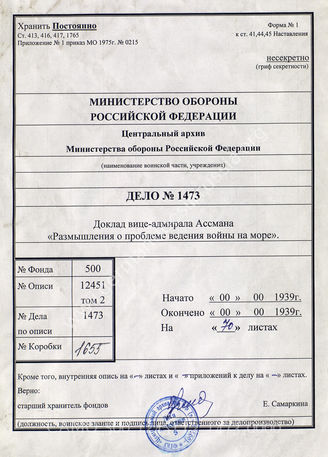 Хранить Постоянно
Форма № 1
Ст. 413, 416, 417, 1765
к ст. 41,44,45 Наставления
Приложение № 1 приказ МО 1975г. № 0215
несекретно
(гриф секретности)
МИНИСТЕРСТВО ОБОРОНЫ
РОССИЙСКОЙ ФЕДЕРАЦИИ
Центральный архив
Министерства обороны Российской Федерации
(наименование воинской части, учреждения)
ДЕЛО № 1473
Доклад вице-адмирала Ассмана
«Размышления о проблеме ведения войны на море».
№ Фонда 500
№ Описи 12451
том 2
№ Дела 1473
по описи
№ Коробки 1655
Начато « 00 » 00 1939г.
Окончено « 00 » 00 1939г.
На « 70 » листах
Кроме того, внутренняя опись на «–» листах и «–» приложений к делу на «–» листах.
Верно:
старший хранитель фондов Е. Самаркина
(должность, воинское звание и подпись лица, ответственного за делопроизводство)